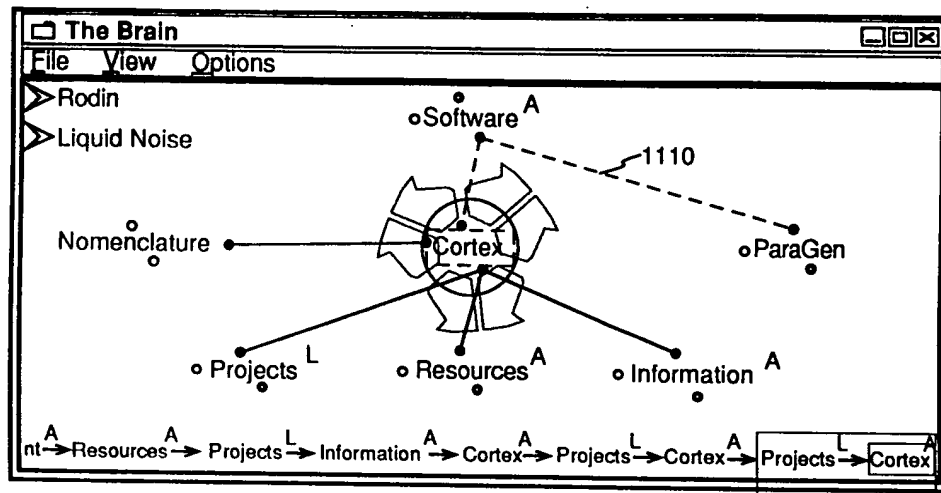 The Brain
File View Options
Rodin
Liquid Noise
Software A
1110
Nomenclature
Cortex
ParaGen
Projects L
Resources A
Information A
nt A Resources A Projects L Information A Cortex A Projects L Cortex A Projects L Cortex A